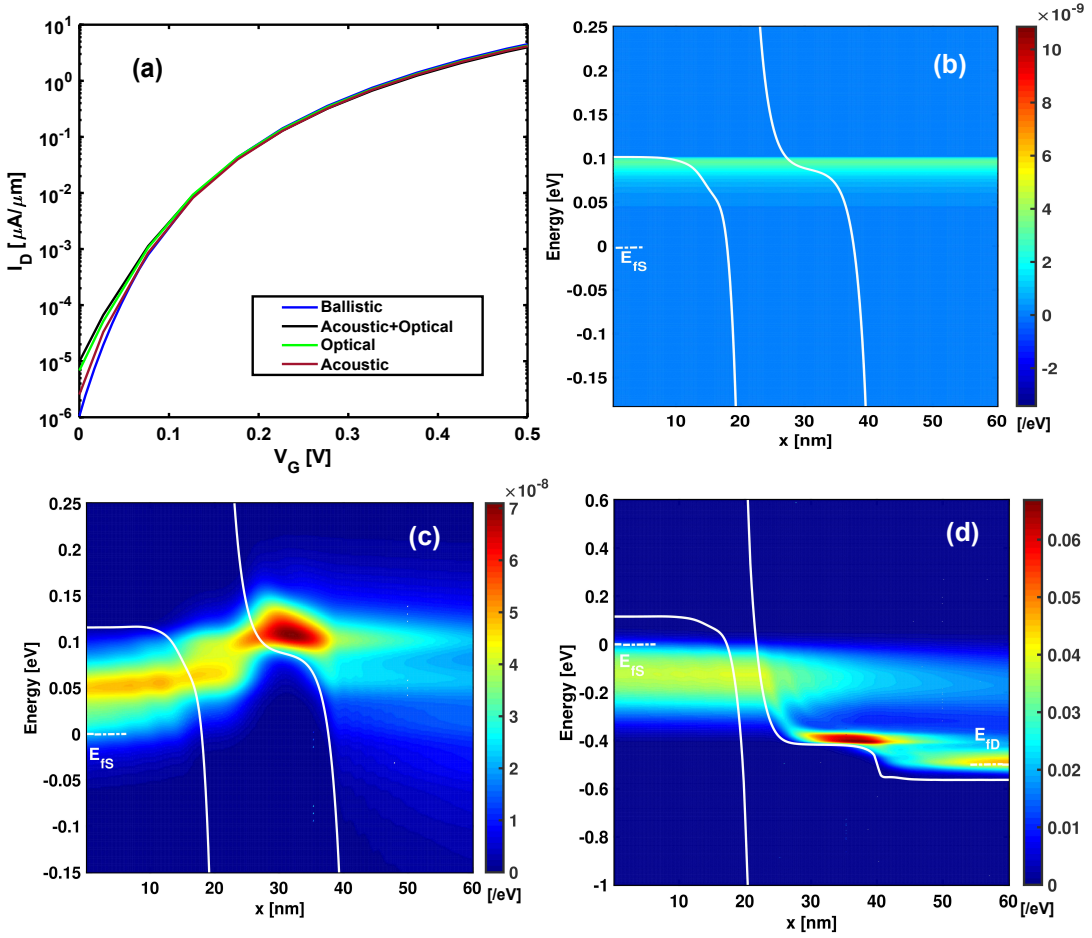 (a)
10^1
10^0
10^-1
10^-2
10^-3
10^-4
10^-5
10^-6
I_D [ μA/μm]
Ballistic
Acoustic+Optical
Optical
Acoustic
0 0.1 0.2 0.3 0.4 0.5
V_G [V]
(b)
0.25
0.2
0.15
0.1
0.05
0
-0.05
-0.1
-0.15
Energy [eV]
E_fS
10 20 30 40 50 60
x [nm]
×10^-9
10
8
6
4
2
0
-2
[/eV]
(c)
0.25
0.2
0.15
0.1
0.05
0
-0.05
-0.1
-0.15
Energy [eV]
E_fS
10 20 30 40 50 60
x [nm]
×10^-8
7
6
5
4
3
2
1
0
[/eV]
(d)
0.6
0.4
0.2
0
-0.2
-0.4
-0.6
-0.8
-1
Energy [eV]
E_fS
E_fD
10 20 30 40 50 60
x [nm]
0.06
0.05
0.04
0.03
0.02
0.01
0
[/eV]